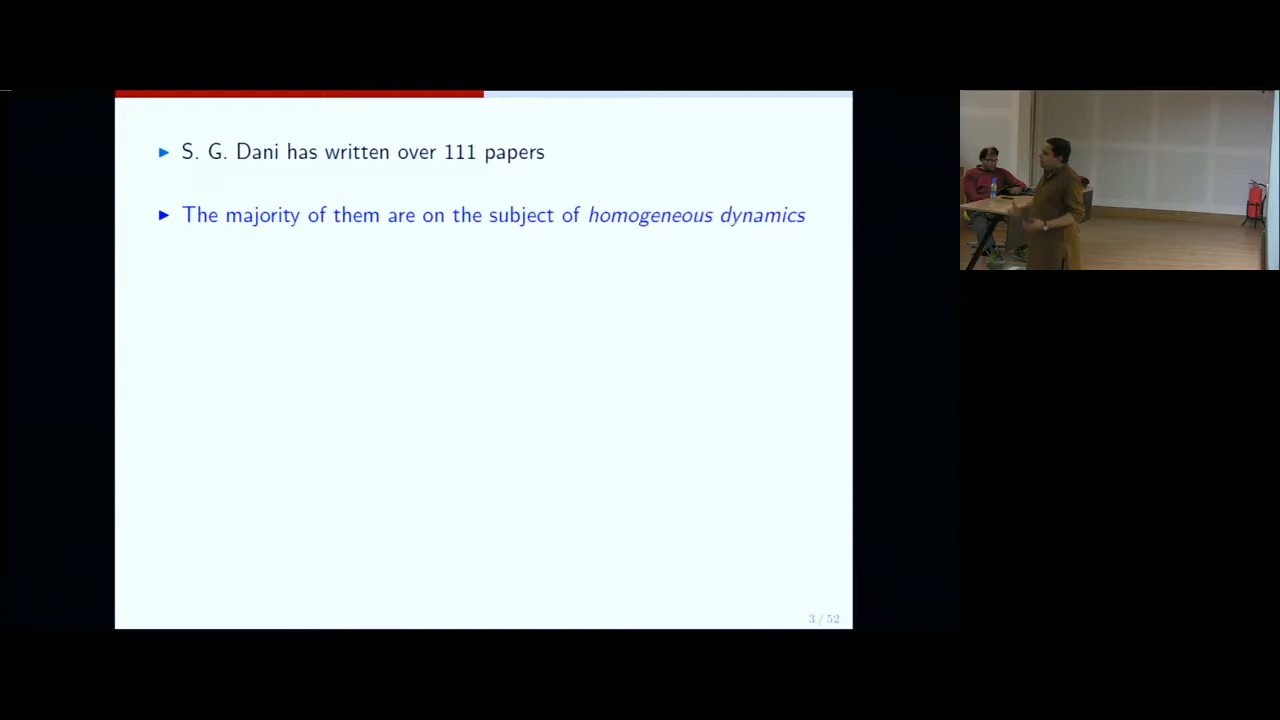 ► S. G. Dani has written over 111 papers
► The majority of them are on the subject of homogeneous dynamics
3 / 52